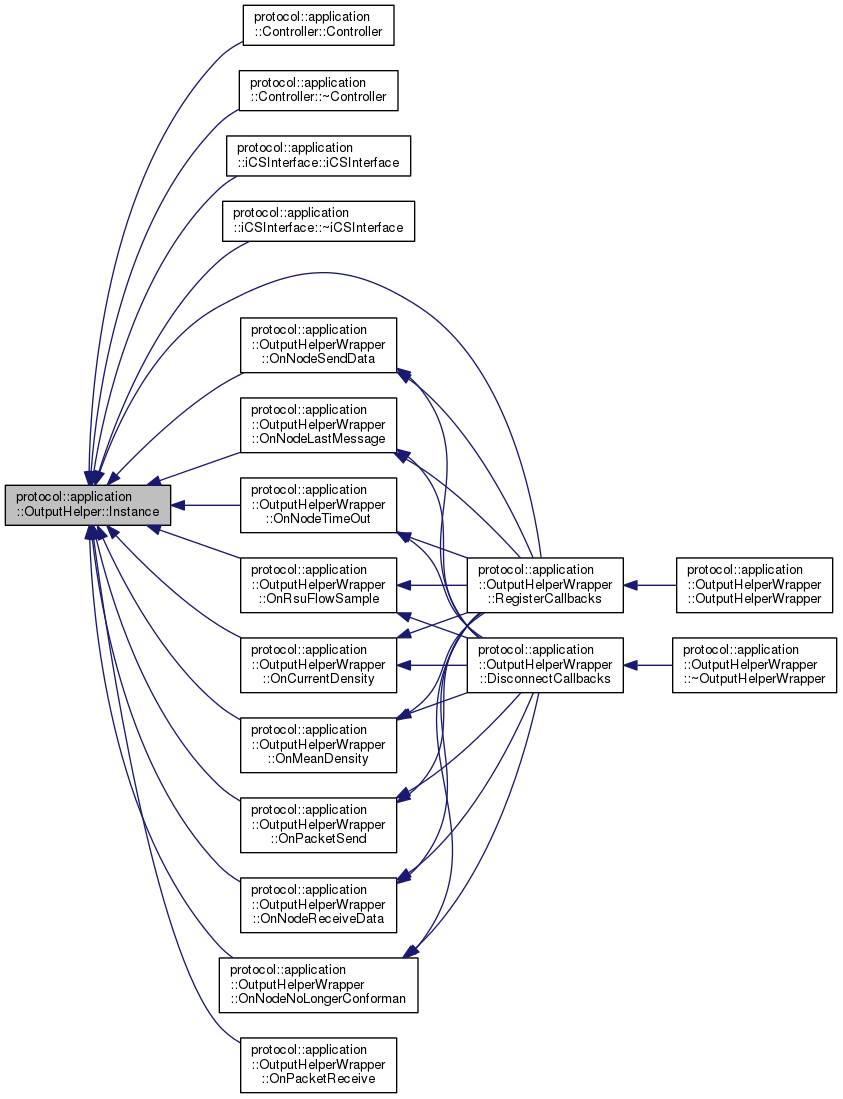 protocol::application
::Controller::Controller
protocol::application
::Controller::~Controller
protocol::application
::iCSInterface::iCSInterface
protocol::application
::iCSInterface::~iCSInterface
protocol::application
::OutputHelperWrapper
::OnNodeSendData
protocol::application
::OutputHelperWrapper
::OnNodeLastMessage
protocol::application
::OutputHelper::Instance
protocol::application
::OutputHelperWrapper
::OnNodeTimeOut
protocol::application
::OutputHelperWrapper
::OnRsuFlowSample
protocol::application
::OutputHelperWrapper
::RegisterCallbacks
protocol::application
::OutputHelperWrapper
::OutputHelperWrapper
protocol::application
::OutputHelperWrapper
::OnCurrentDensity
protocol::application
::OutputHelperWrapper
::DisconnectCallbacks
protocol::application
::OutputHelperWrapper
::~OutputHelperWrapper
protocol::application
::OutputHelperWrapper
::OnMeanDensity
protocol::application
::OutputHelperWrapper
::OnPacketSend
protocol::application
::OutputHelperWrapper
::OnNodeReceiveData
protocol::application
::OutputHelperWrapper
::OnNodeNoLongerConforman
protocol::application
::OutputHelperWrapper
::OnPacketReceive